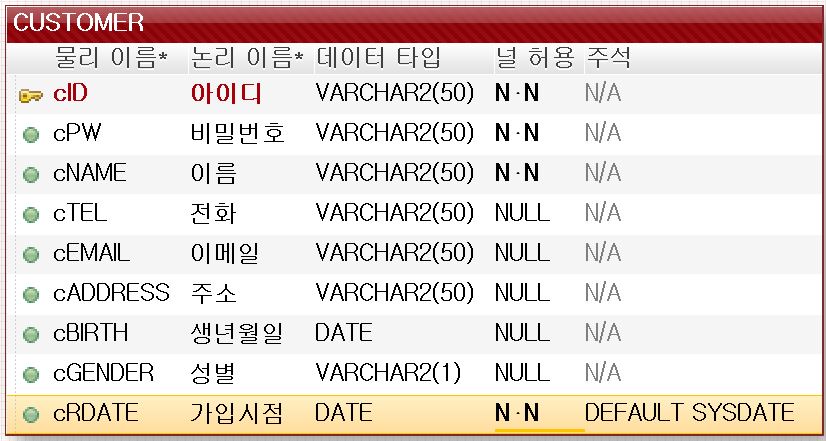 CUSTOMER
물리 이름* 논리 이름* 데이터 타입 널 허용 주석
cID 아이디 VARCHAR2(50) N·N N/A
cPW 비밀번호 VARCHAR2(50) N·N N/A
cNAME 이름 VARCHAR2(50) N·N N/A
cTEL 전화 VARCHAR2(50) NULL N/A
cEMAIL 이메일 VARCHAR2(50) NULL N/A
cADDRESS 주소 VARCHAR2(50) NULL N/A
cBIRTH 생년월일 DATE NULL N/A
cGENDER 성별 VARCHAR2(1) NULL N/A
cRDATE 가입시점 DATE N·N DEFAULT SYSDATE